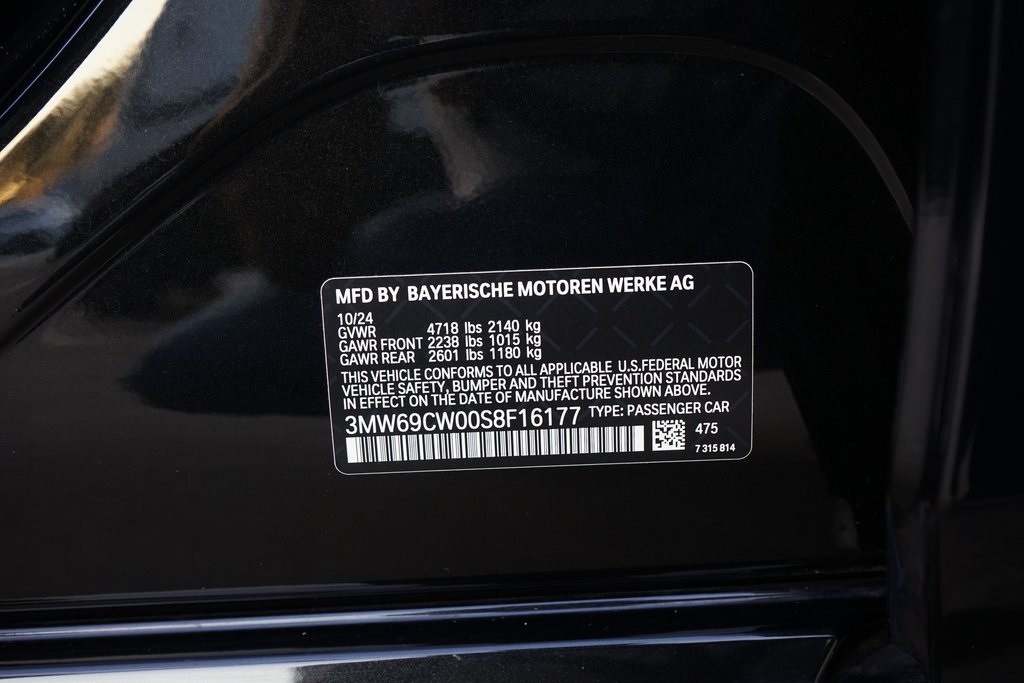 MFD BY BAYERISCHE MOTOREN WERKE AG
10/24
GVWR 4718 lbs 2140 kg
GAWR FRONT 2238 lbs 1015 kg
GAWR REAR 2601 lbs 1180 kg
THIS VEHICLE CONFORMS TO ALL APPLICABLE U.S.FEDERAL MOTOR
VEHICLE SAFETY, BUMPER AND THEFT PREVENTION STANDARDS
IN EFFECT ON THE DATE OF MANUFACTURE SHOWN ABOVE.
3MW69CW00S8F16177 TYPE: PASSENGER CAR
475
7 315 814